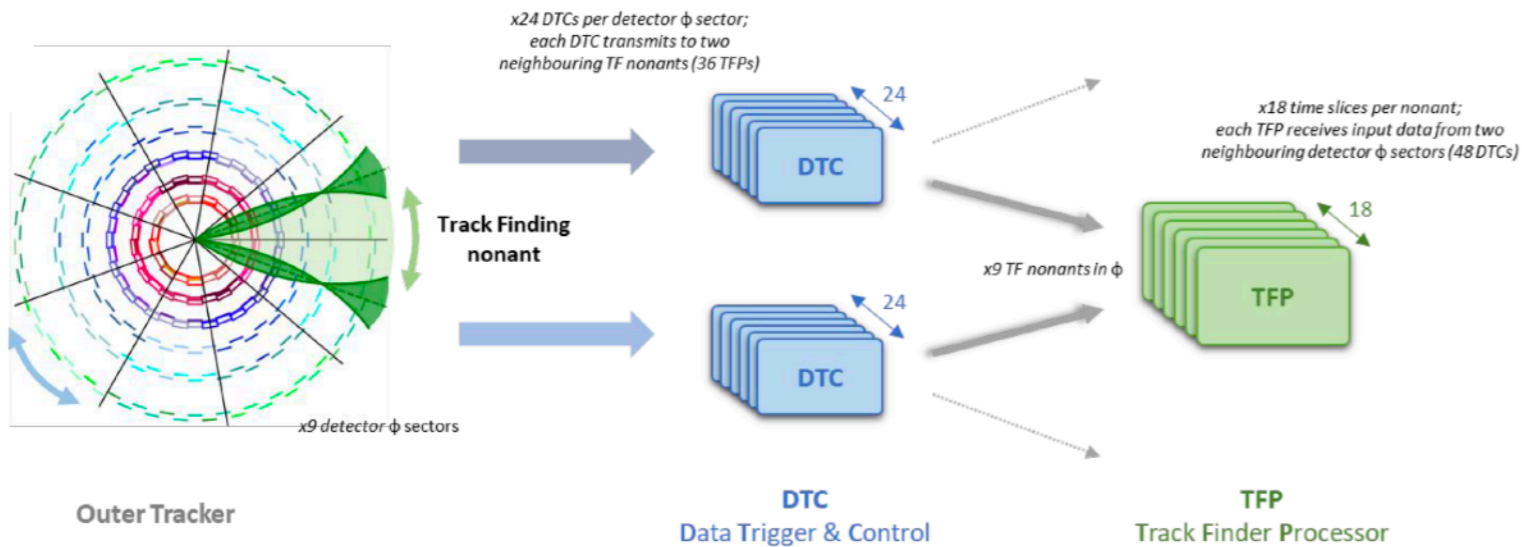 x24 DTCs per detector ϕ sector;
each DTC transmits to two
neighbouring TF nonants (36 TFPs)
24
DTC
x18 time slices per nonant;
each TFP receives input data from two
neighbouring detector ϕ sectors (48 DTCs)
18
Track Finding
nonant
x9 TF nonants in ϕ
TFP
24
DTC
x9 detector ϕ sectors
Outer Tracker
DTC
Data Trigger & Control
TFP
Track Finder Processor